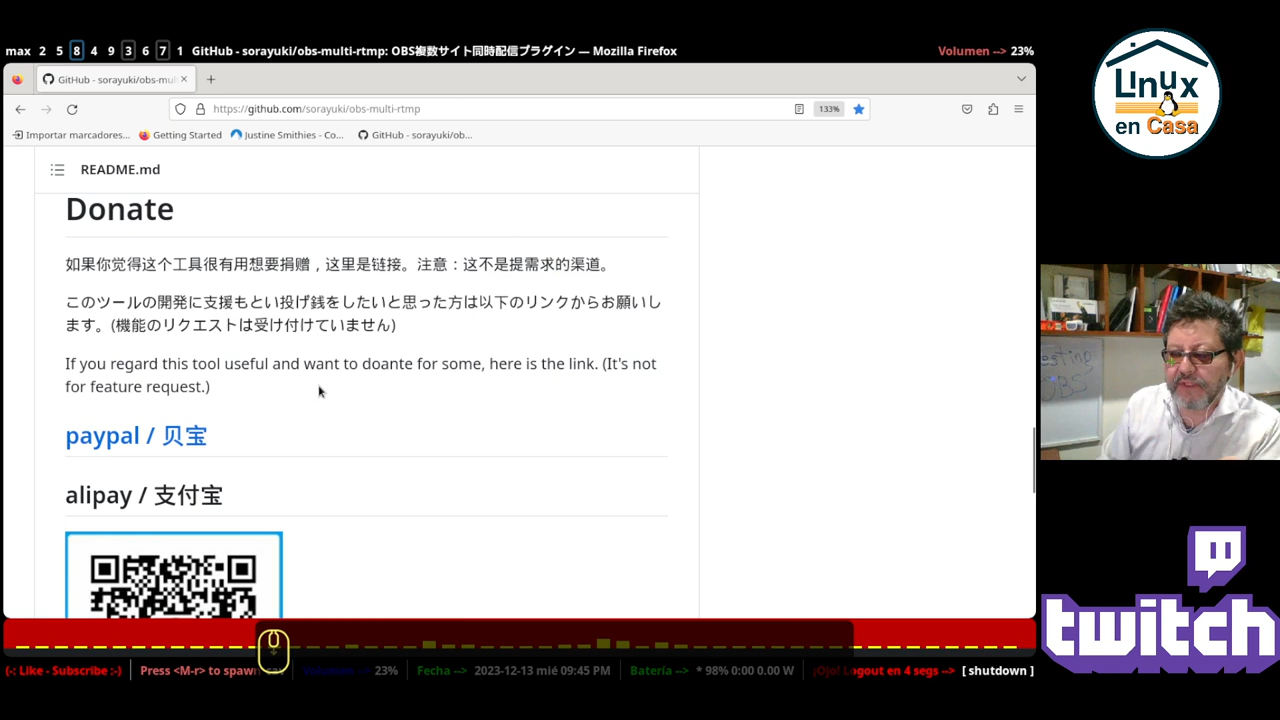 max 2 5 8 4 9 3 6 7 1 GitHub - sorayuki/obs-multi-rtmp: OBS複数サイト同時配信プラグイン — Mozilla Firefox
Volumen --> 23%
GitHub - sorayuki/obs-mul
https://github.com/sorayuki/obs-multi-rtmp
133%
Importar marcadores... Getting Started Justine Smithies - Co... GitHub - sorayuki/ob...
README.md
Donate
如果你觉得这个工具很有用想要捐赠，这里是链接。注意：这不是提需求的渠道。
このツールの開発に支援もとい投げ銭をしたいと思った方は以下のリンクからお願いし
ます。(機能のリクエストは受け付けていません)
If you regard this tool useful and want to doante for some, here is the link. (It's not
for feature request.)
paypal / 贝宝
alipay / 支付宝
(-: Like - Subscribe :-) Press <M-r> to spawn 23% Fecha --> 2023-12-13 mié 09:45 PM Batería --> * 98% 0:00 0.00 W ¡Ojo! Logout en 4 segs --> [ shutdown ]
Linux
en Casa
Testing
OBS
twitch